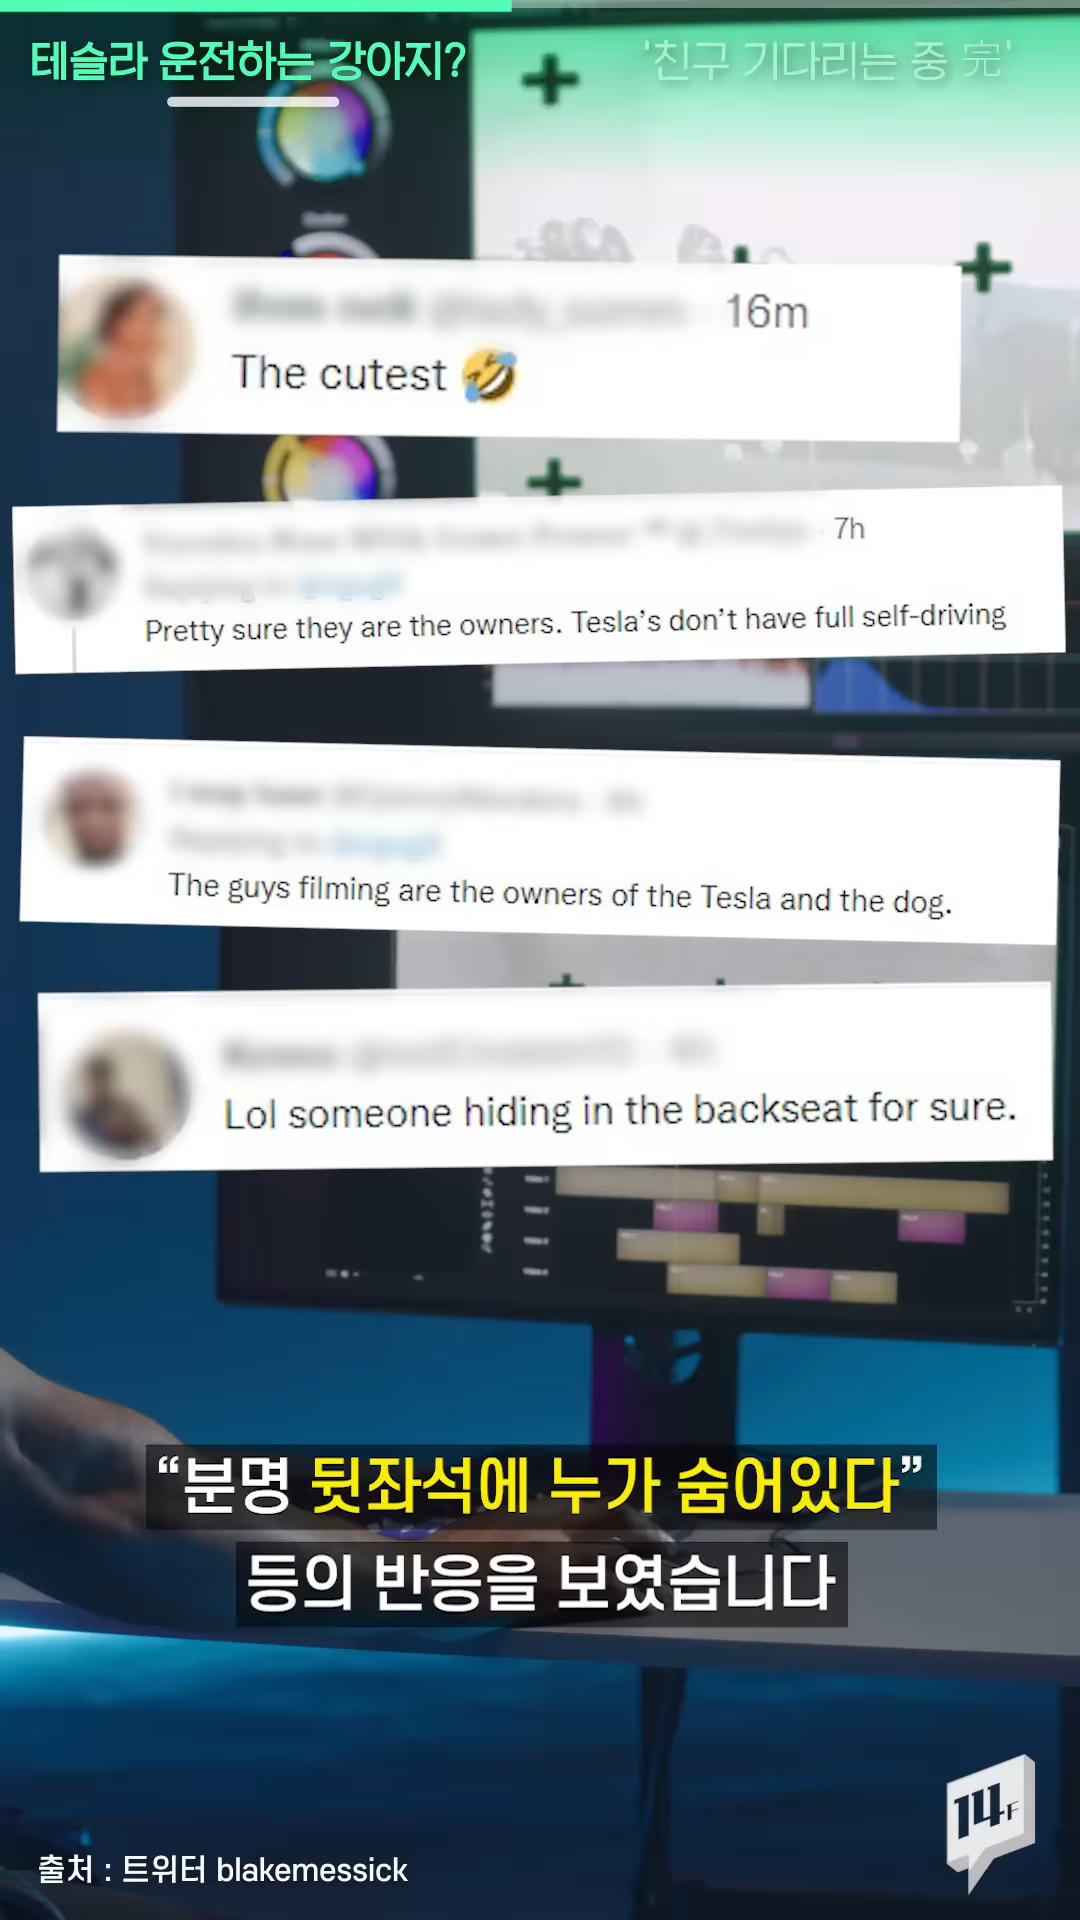 테슬라 운전하는 강아지?
'친구 기다리는 중 完'
16m
The cutest 🤣
7h
Pretty sure they are the owners. Tesla's don't have full self-driving
The guys filming are the owners of the Tesla and the dog.
Lol someone hiding in the backseat for sure.
“분명 뒷좌석에 누가 숨어있다”
등의 반응을 보였습니다
14F
출처 : 트위터 blakemessick